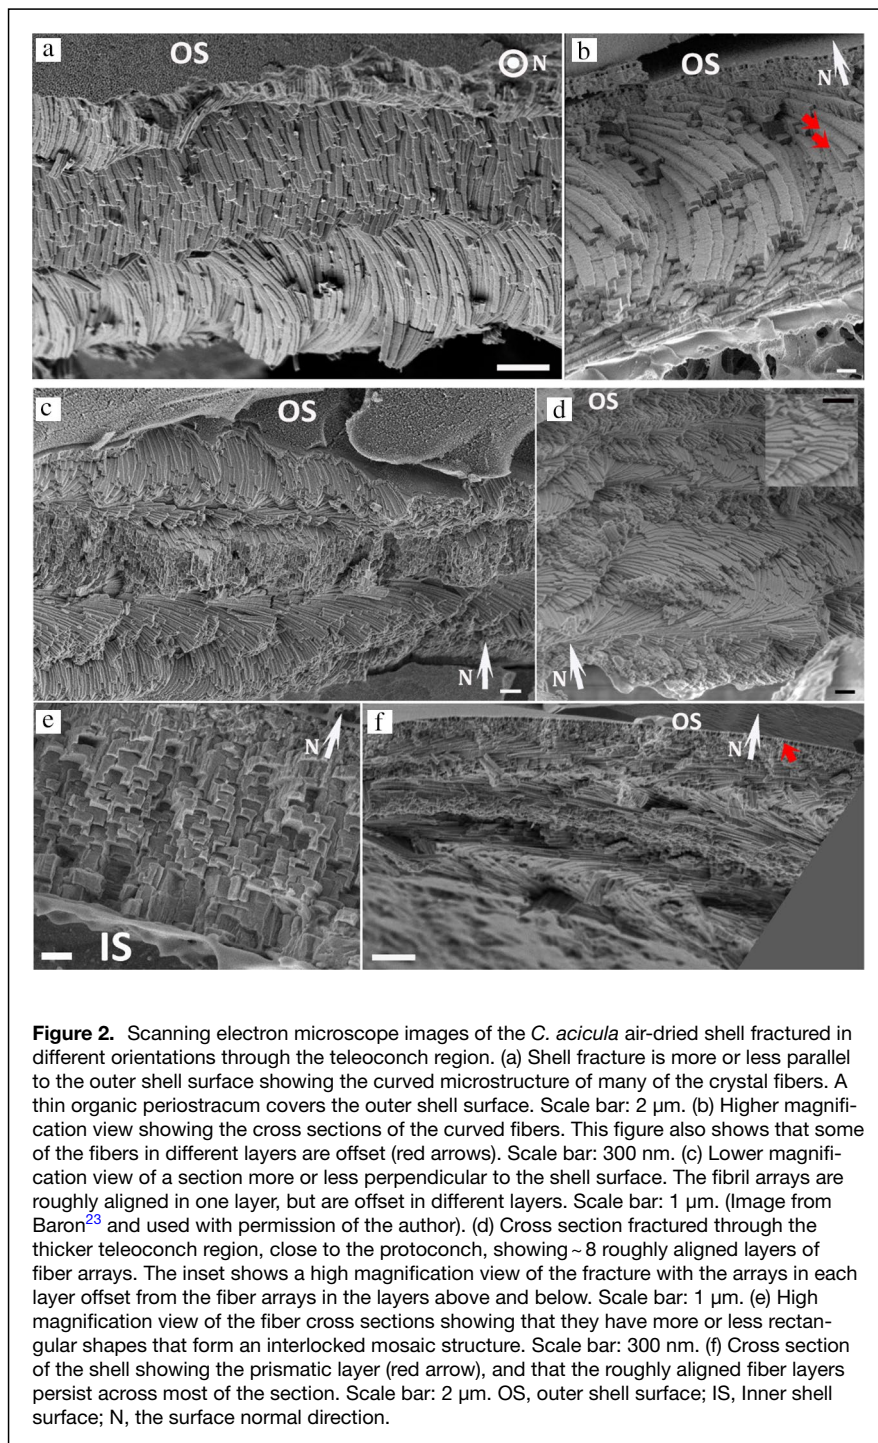 a
OS
N
b
OS
N
c
OS
N
d
OS
N
e
N
IS
f
OS
N
Figure 2. Scanning electron microscope images of the C. acicula air-dried shell fractured in
different orientations through the teleoconch region. (a) Shell fracture is more or less parallel
to the outer shell surface showing the curved microstructure of many of the crystal fibers. A
thin organic periostracum covers the outer shell surface. Scale bar: 2 μm. (b) Higher magnifi-
cation view showing the cross sections of the curved fibers. This figure also shows that some
of the fibers in different layers are offset (red arrows). Scale bar: 300 nm. (c) Lower magnifi-
cation view of a section more or less perpendicular to the shell surface. The fibril arrays are
roughly aligned in one layer, but are offset in different layers. Scale bar: 1 μm. (Image from
Baron23 and used with permission of the author). (d) Cross section fractured through the
thicker teleoconch region, close to the protoconch, showing ~ 8 roughly aligned layers of
fiber arrays. The inset shows a high magnification view of the fracture with the arrays in each
layer offset from the fiber arrays in the layers above and below. Scale bar: 1 μm. (e) High
magnification view of the fiber cross sections showing that they have more or less rectan-
gular shapes that form an interlocked mosaic structure. Scale bar: 300 nm. (f) Cross section
of the shell showing the prismatic layer (red arrow), and that the roughly aligned fiber layers
persist across most of the section. Scale bar: 2 μm. OS, outer shell surface; IS, Inner shell
surface; N, the surface normal direction.